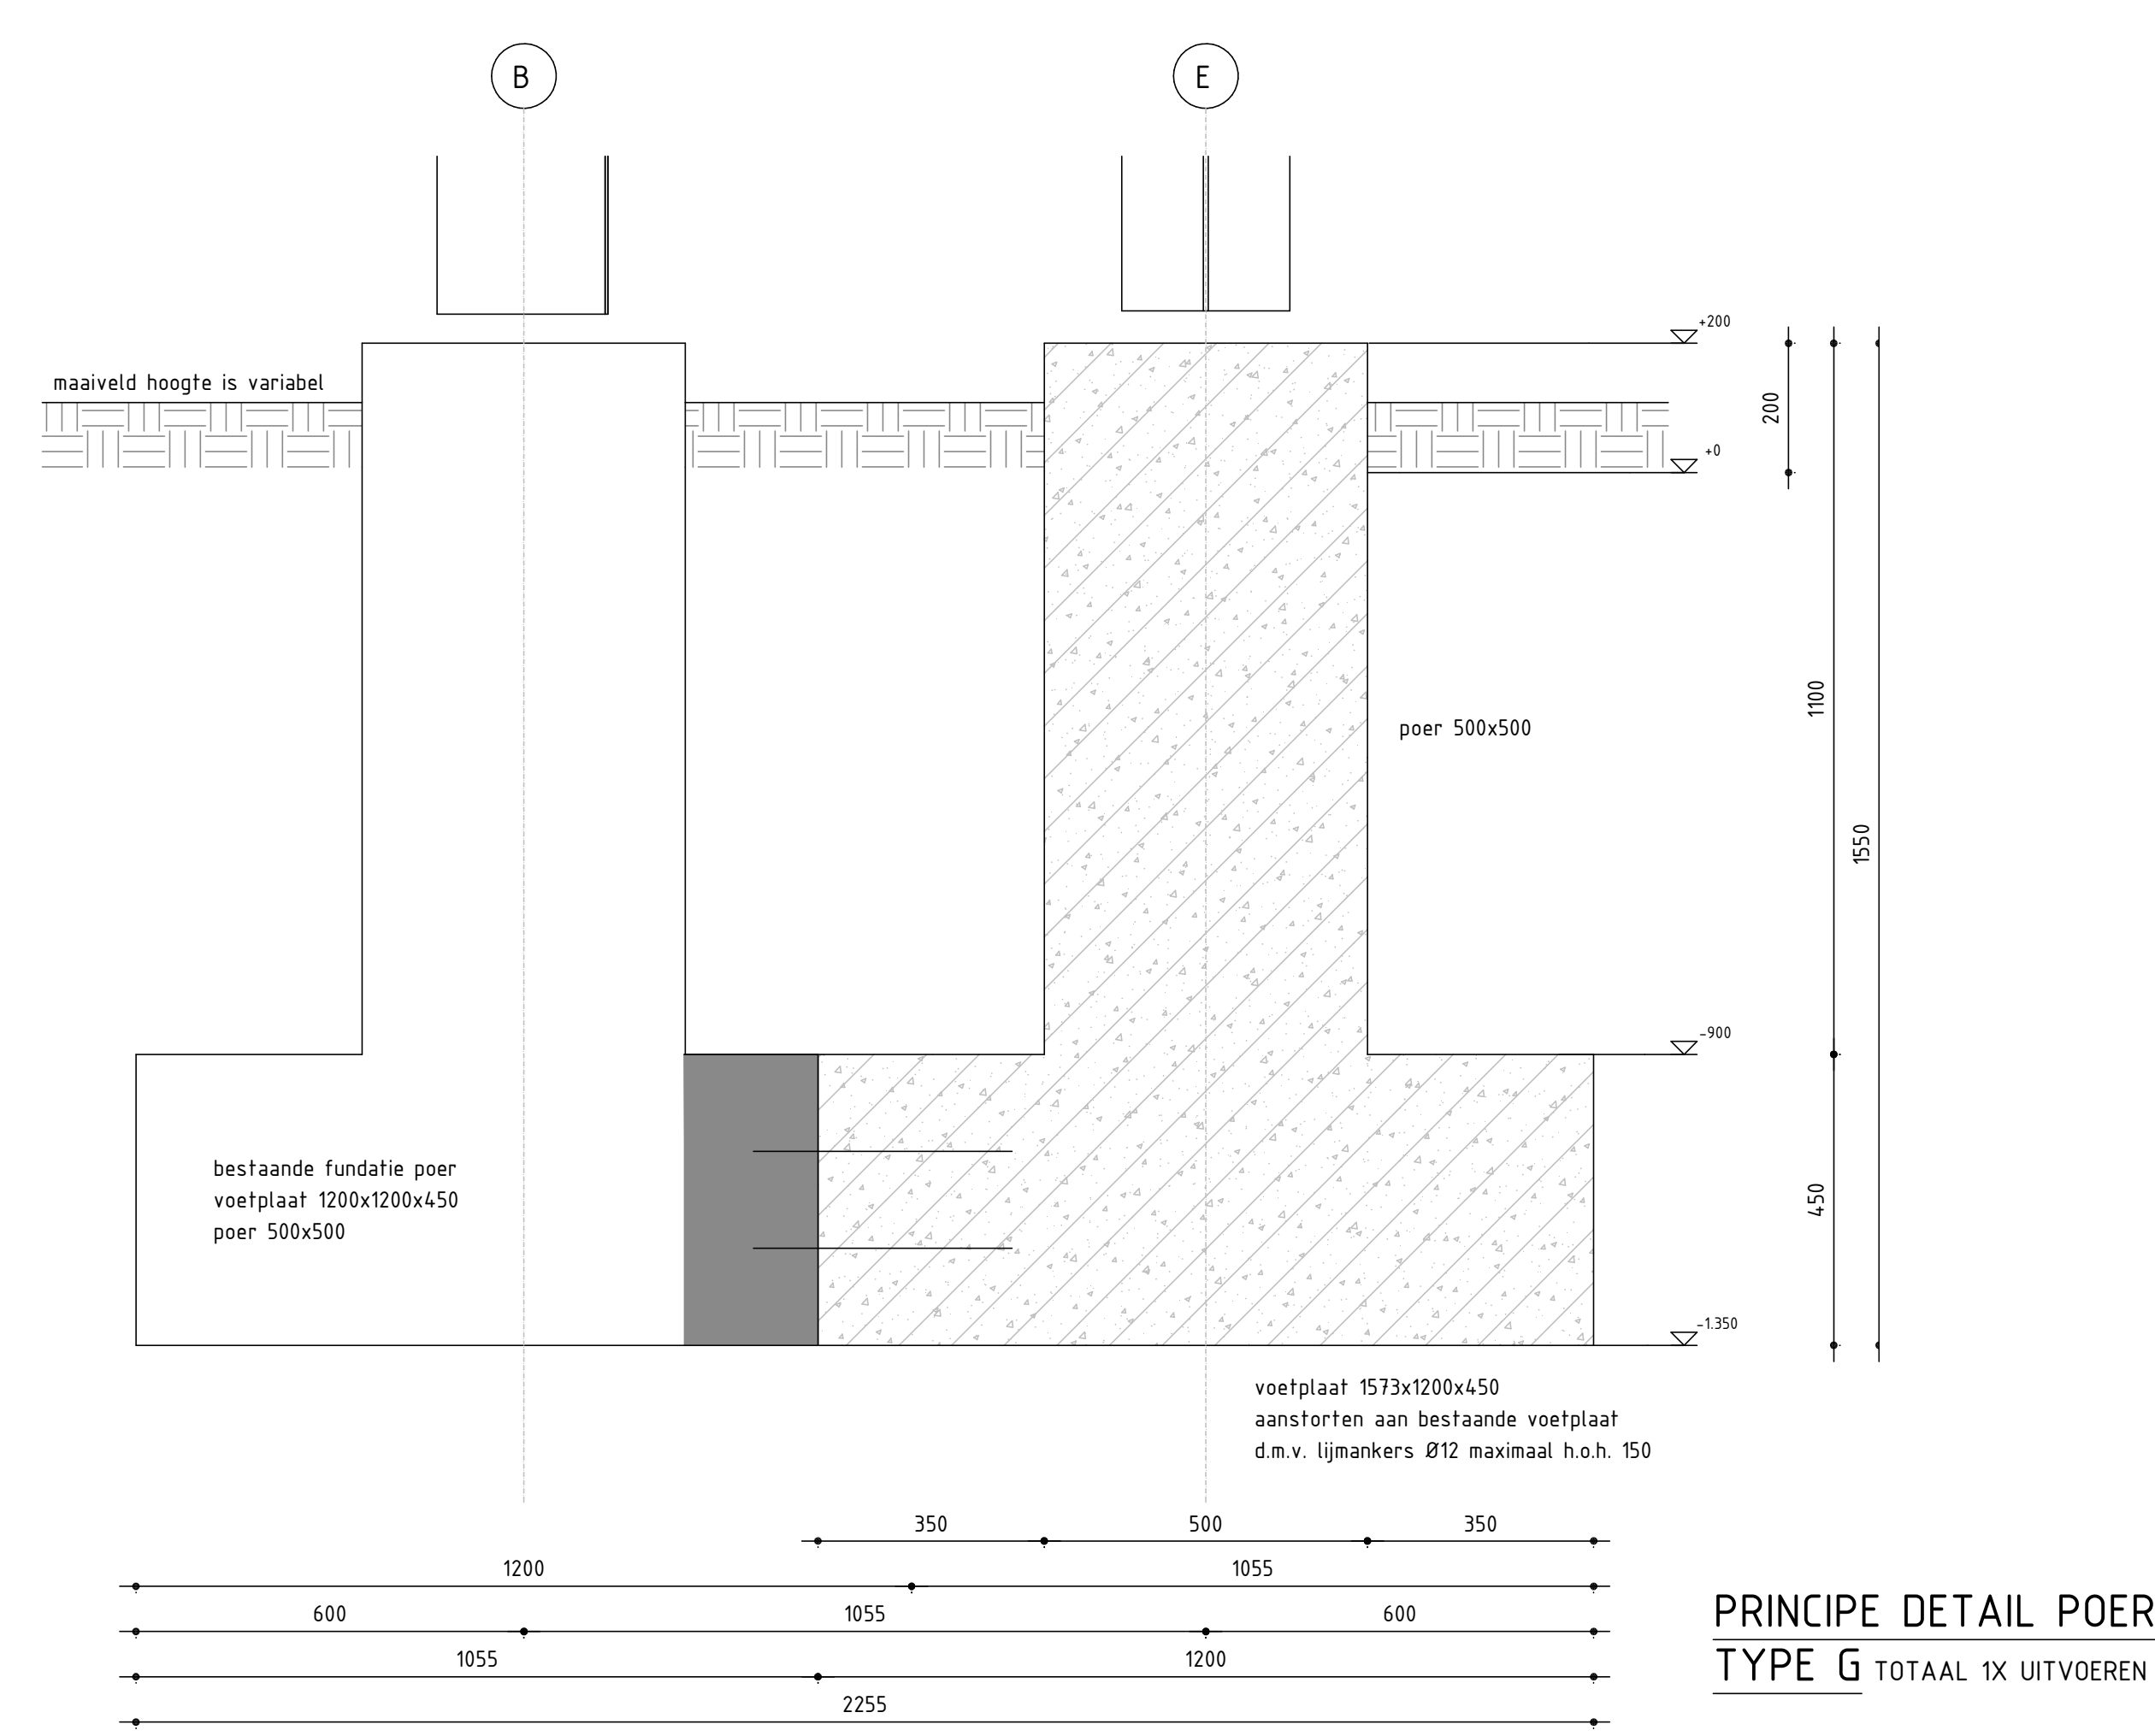 B
E
+200
maaiveld hoogte is variabel
200
+0
poer 500x500
1100
1550
-900
bestaande fundatie poer
voetplaat 1200x1200x450
poer 500x500
450
-1.350
voetplaat 1573x1200x450
aanstorten aan bestaande voetplaat
d.m.v. lijmankers Ø12 maximaal h.o.h. 150
350 500 350
1200 1055
600 1055 600
1055 1200
2255
PRINCIPE DETAIL POER
TYPE G TOTAAL 1X UITVOEREN